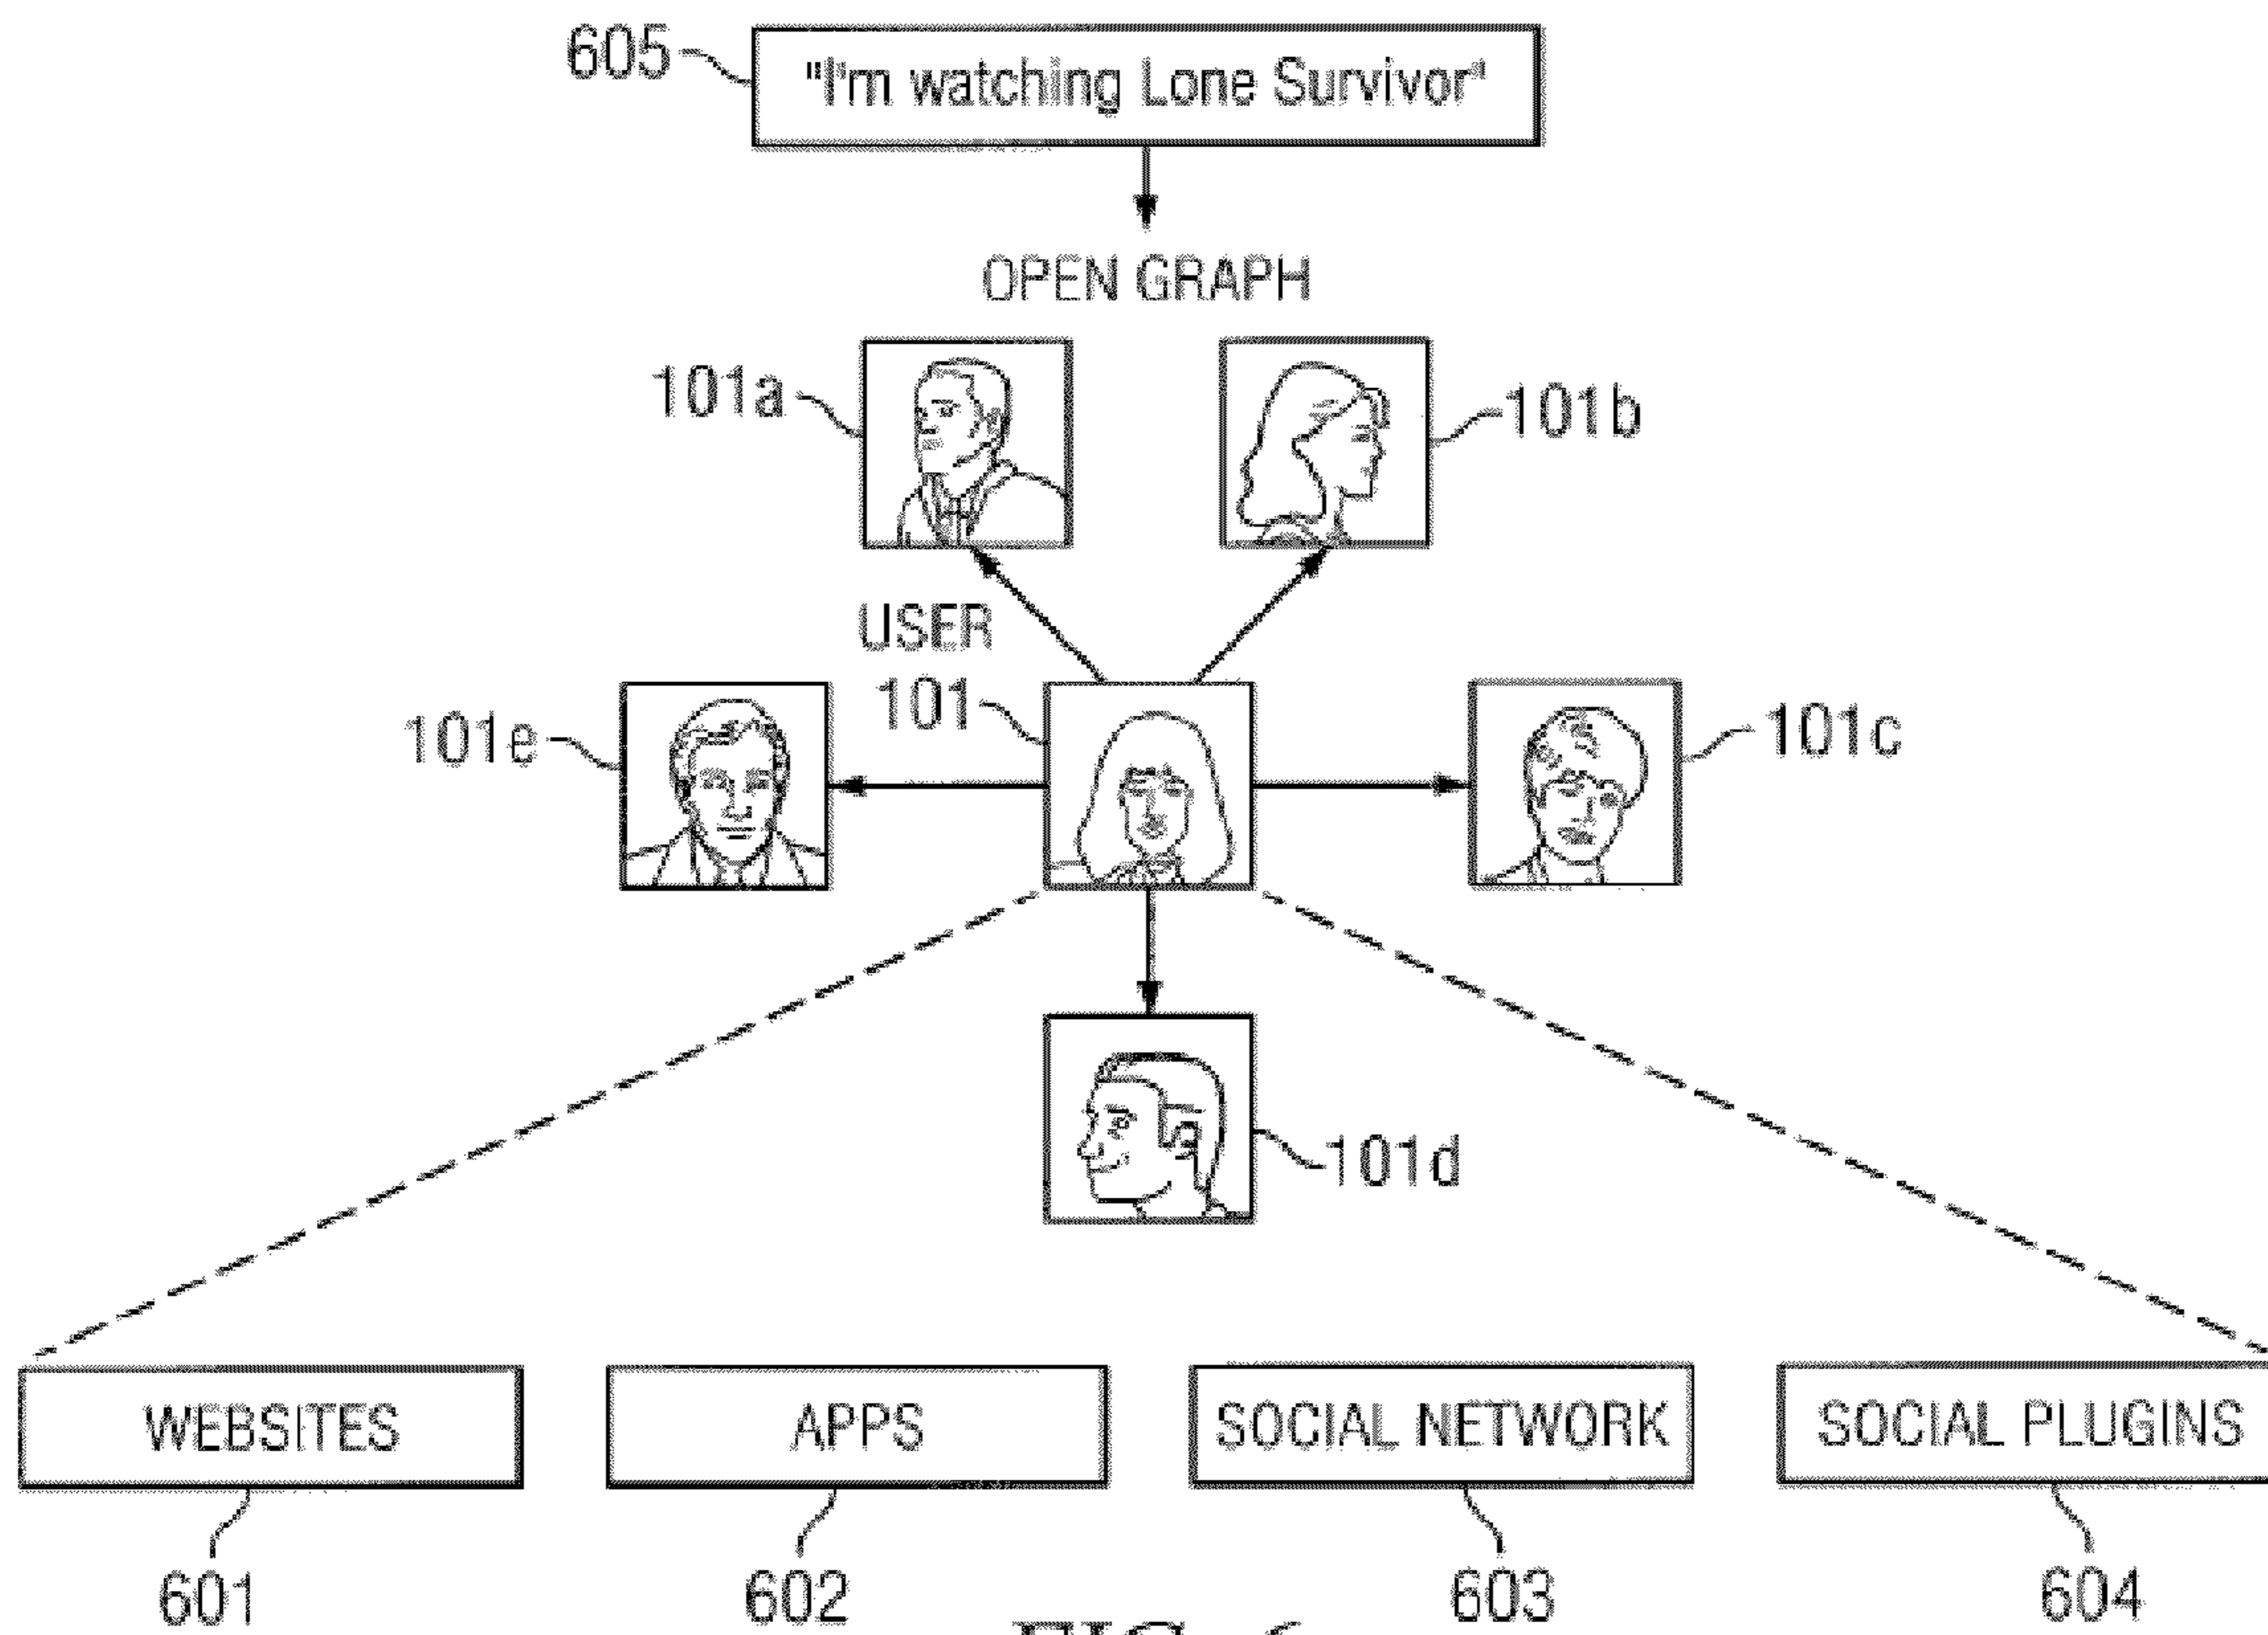 605
"I'm watching Lone Survivor"
OPEN GRAPH
101a
101b
USER
101
101e
101c
101d
WEBSITES
APPS
SOCIAL NETWORK
SOCIAL PLUGINS
601
602
603
604